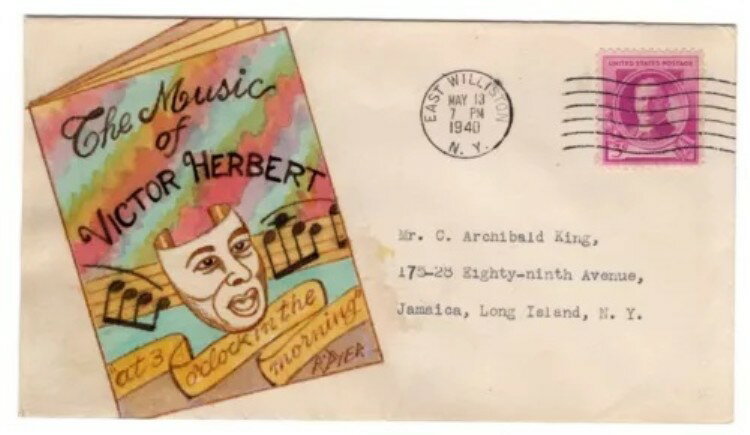 The Music
of
VICTOR HERBERT
"at 3
o'clock in the
morning"
R DYER
EAST WILLISTON
MAY 13
7 PM
1940
N. Y.
UNITED STATES POSTAGE
Mr. C. Archibald King,
175-28 Eighty-ninth Avenue,
Jamaica, Long Island, N. Y.